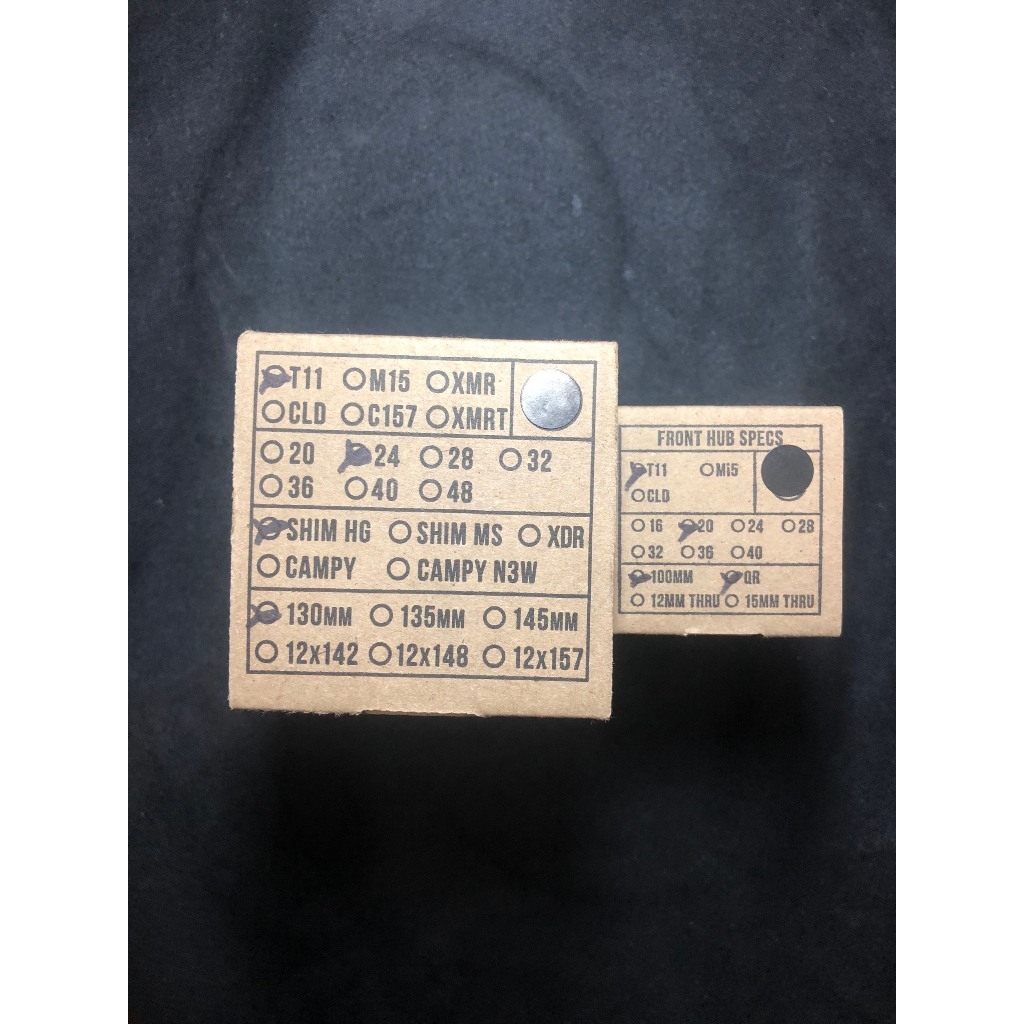 T11 M15 XMR
CLD C157 XMRT
20 24 28 32
36 40 48
SHIM HG SHIM MS XDR
CAMPY CAMPY N3W
130MM 135MM 145MM
12x142 12x148 12x157
FRONT HUB SPECS
T11 Mi5
CLD
16 20 24 28
32 36 40
100MM QR
12MM THRU 15MM THRU